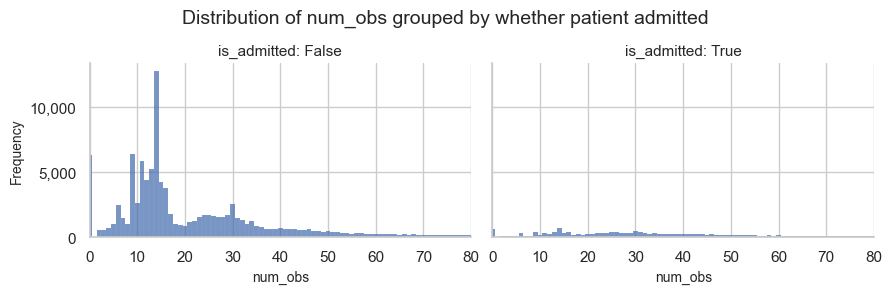 Distribution of num_obs grouped by whether patient admitted
is_admitted: False
is_admitted: True
Frequency
10,000
5,000
0
0 10 20 30 40 50 60 70 80
0 10 20 30 40 50 60 70 80
num_obs
num_obs